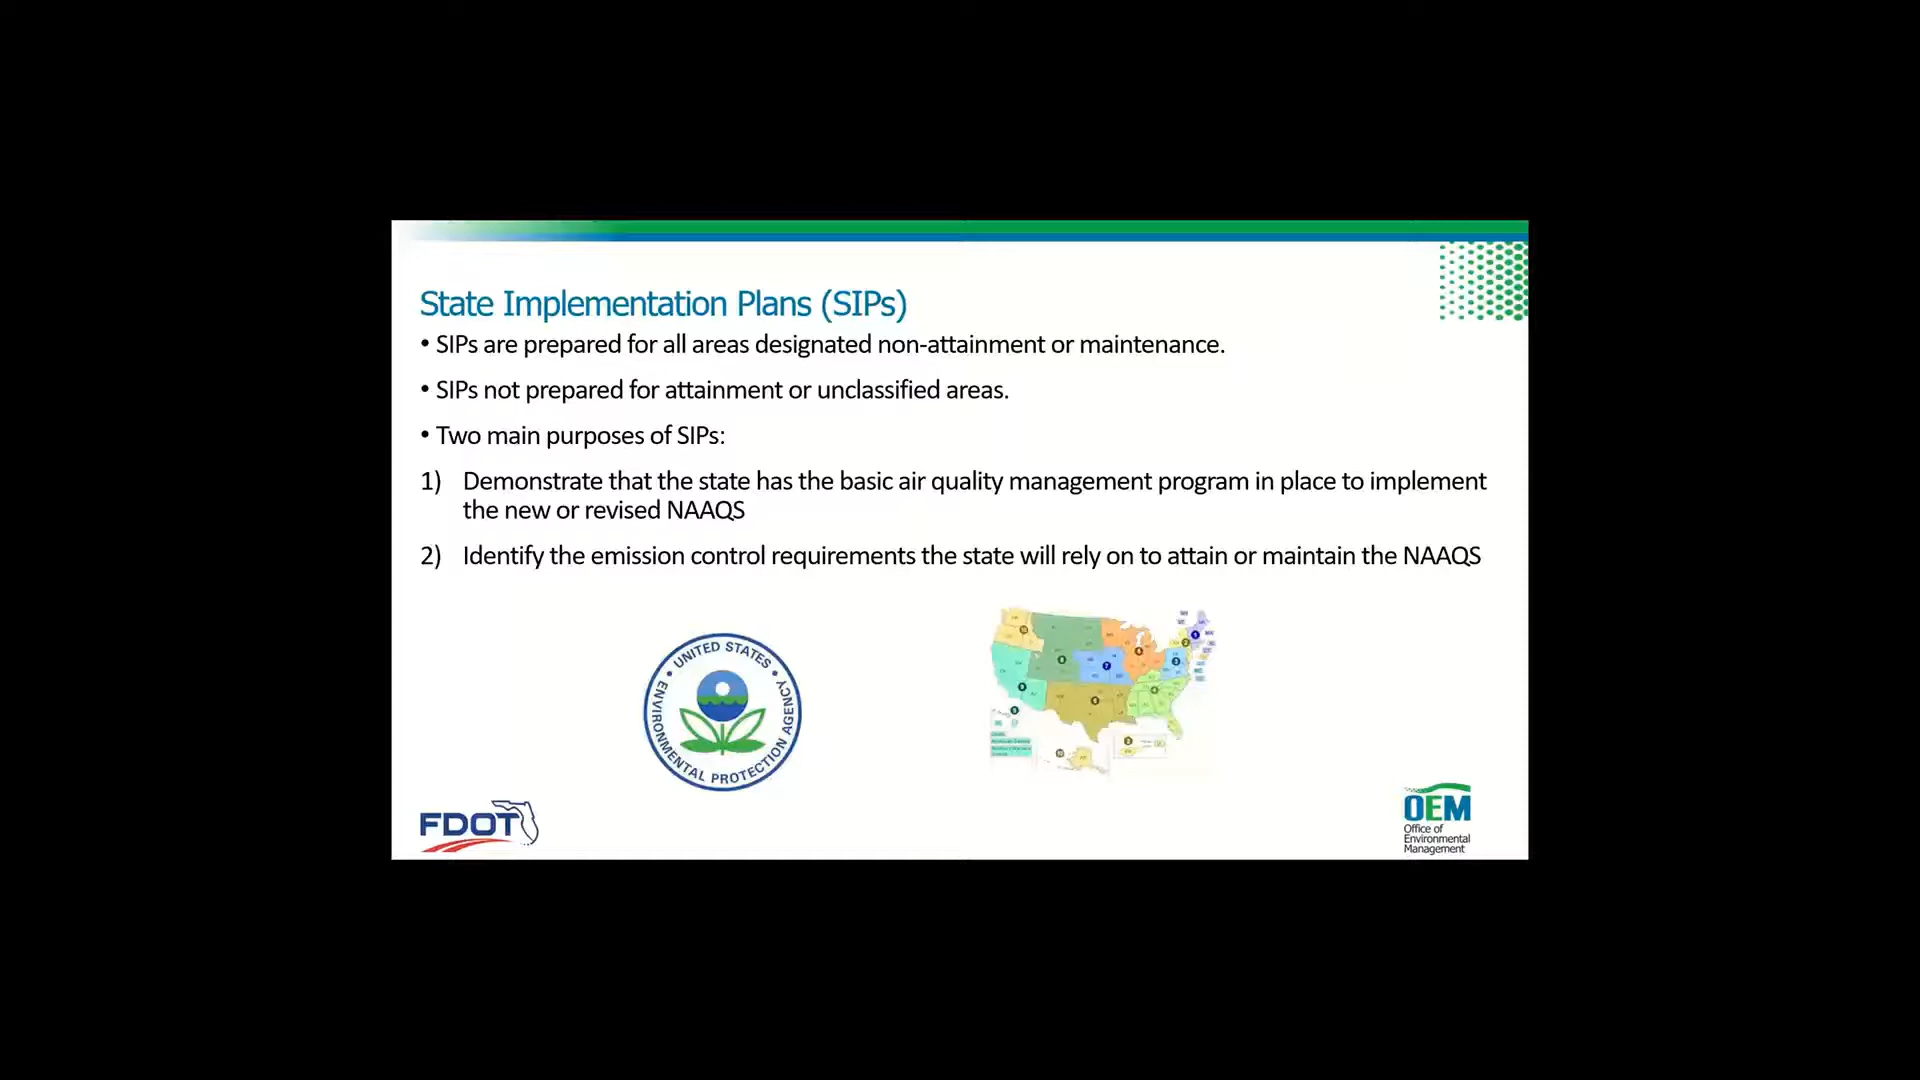 State Implementation Plans (SIPs)
• SIPs are prepared for all areas designated non-attainment or maintenance.
• SIPs not prepared for attainment or unclassified areas.
• Two main purposes of SIPs:
1) Demonstrate that the state has the basic air quality management program in place to implement
the new or revised NAAQS
2) Identify the emission control requirements the state will rely on to attain or maintain the NAAQS
UNITED STATES
ENVIRONMENTAL PROTECTION AGENCY
FDOT
OEM
Office of
Environmental
Management